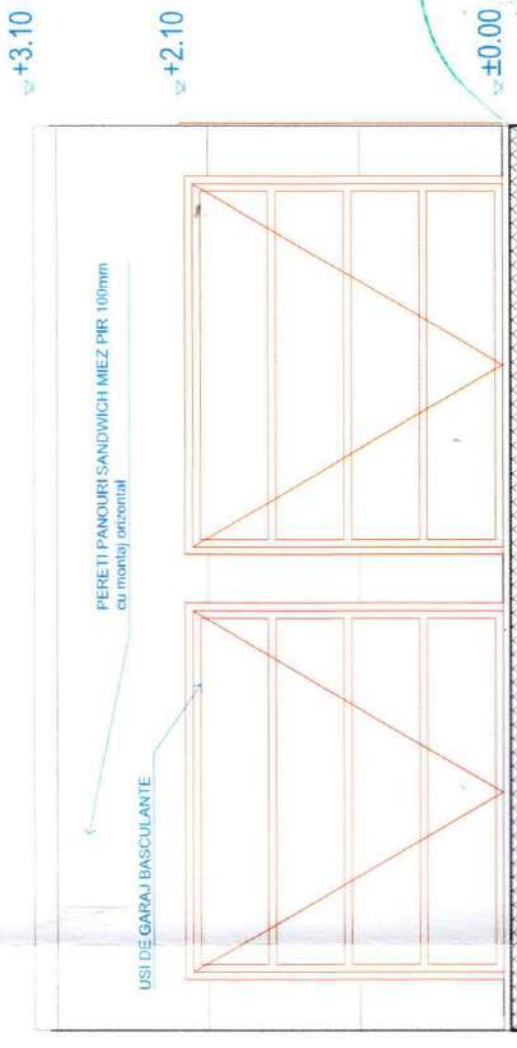 +3.10
PERETI PANOURI SANDWICH MIEZ PIR 100mm
cu montaj orizontal
+2.10
USI DE GARAJ BASCULANTE
±0.00